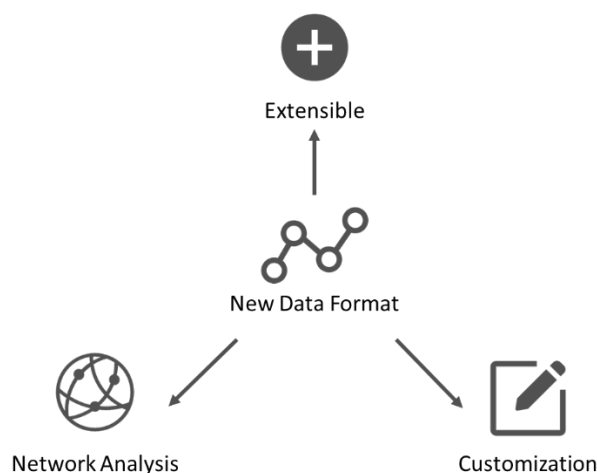 Extensible
New Data Format
Network Analysis
Customization